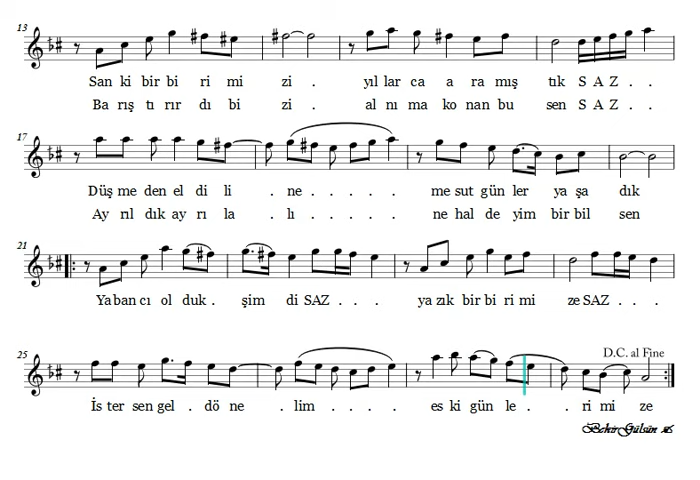 13
San ki bir bi ri mi zi . yıl lar ca a ra mış tık S A Z . .
Ba rış tı rır dı bi zi . al nı ma ko nan bu sen S A Z . .
17
Düş me den el di li . ne . . . . . me sut gün ler ya şa dık
Ay rıl dık ay rı la . lı . . . . . ne hal de yim bir bil sen
21
Ya ban cı ol duk . şim di SAZ . . . ya zık bir bi ri mi ze SAZ . . .
25
D.C. al Fine
İs ter sen gel . dö ne . lim . . . . es ki gün le . . ri mi ze
Bekir Gülsün